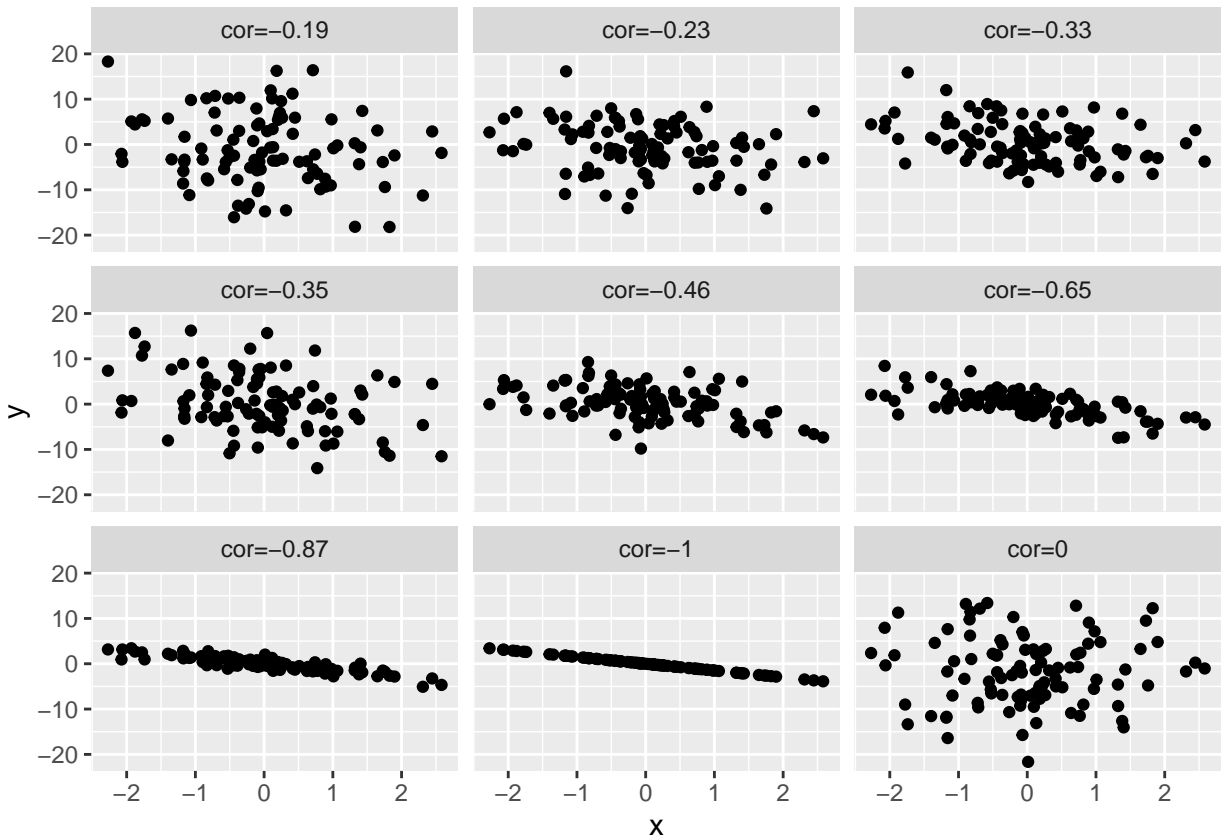 cor=−0.19 cor=−0.23 cor=−0.33
20
10
0
−10
−20
cor=−0.35 cor=−0.46 cor=−0.65
20
10
0
−10
−20
y
cor=−0.87 cor=−1 cor=0
20
10
0
−10
−20
−2 −1 0 1 2 −2 −1 0 1 2 −2 −1 0 1 2
x